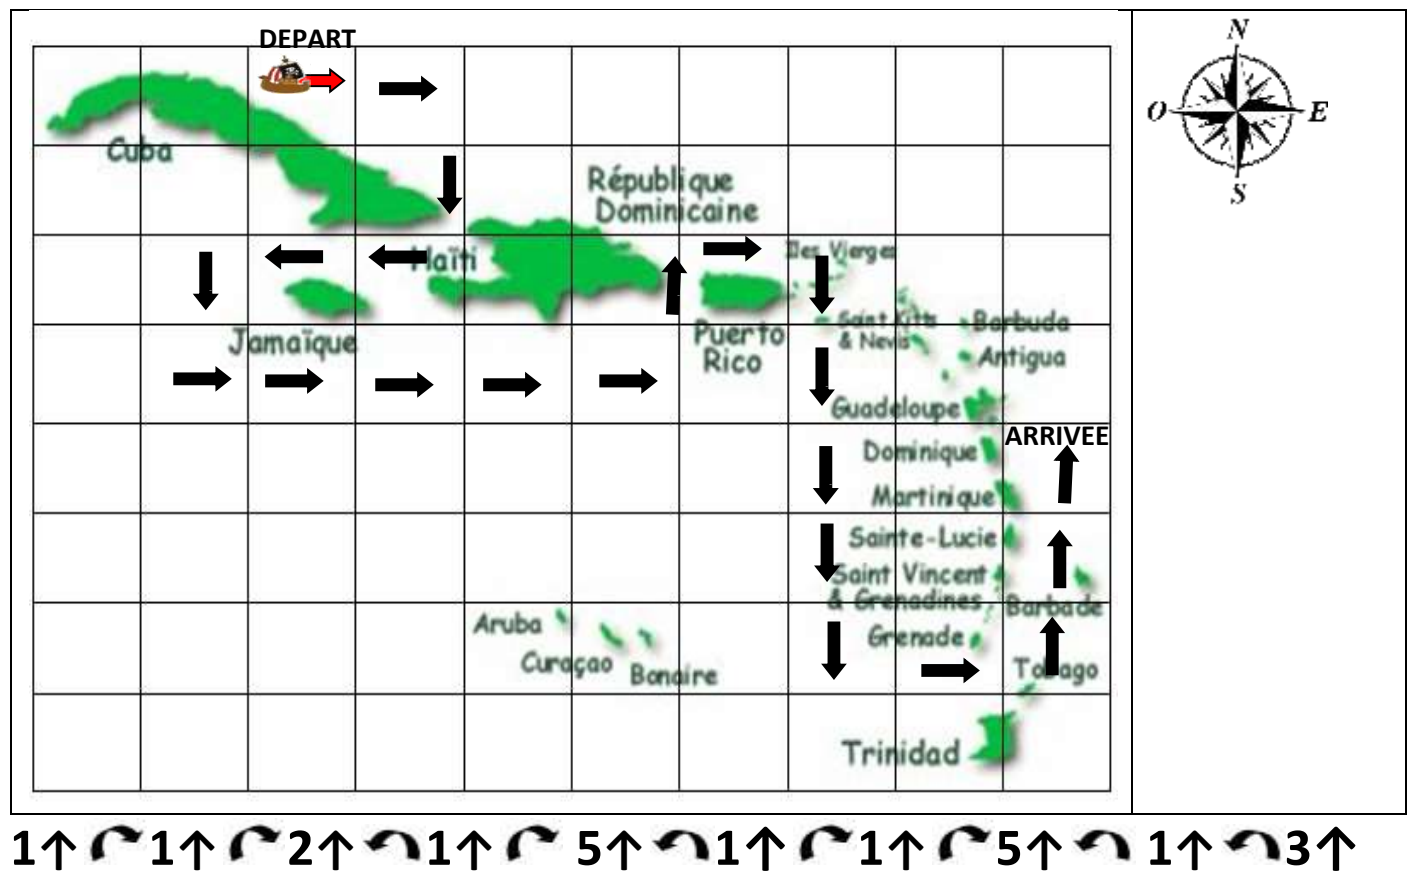 DEPART
N
O E
S
Cuba
République
Dominicaine
Haïti
Iles Vierges
Jamaïque
Puerto
Rico
Saint Kitts
& Nevis
Barbuda
Antigua
Guadeloupe
ARRIVEE
Dominique
Martinique
Sainte-Lucie
Saint Vincent
& Grenadines
Barbade
Aruba
Curaçao
Bonaire
Grenade
Tobago
Trinidad
1↑ 1↑ 2↑ 1↑ 5↑ 1↑ 1↑ 5↑ 1↑ 3↑